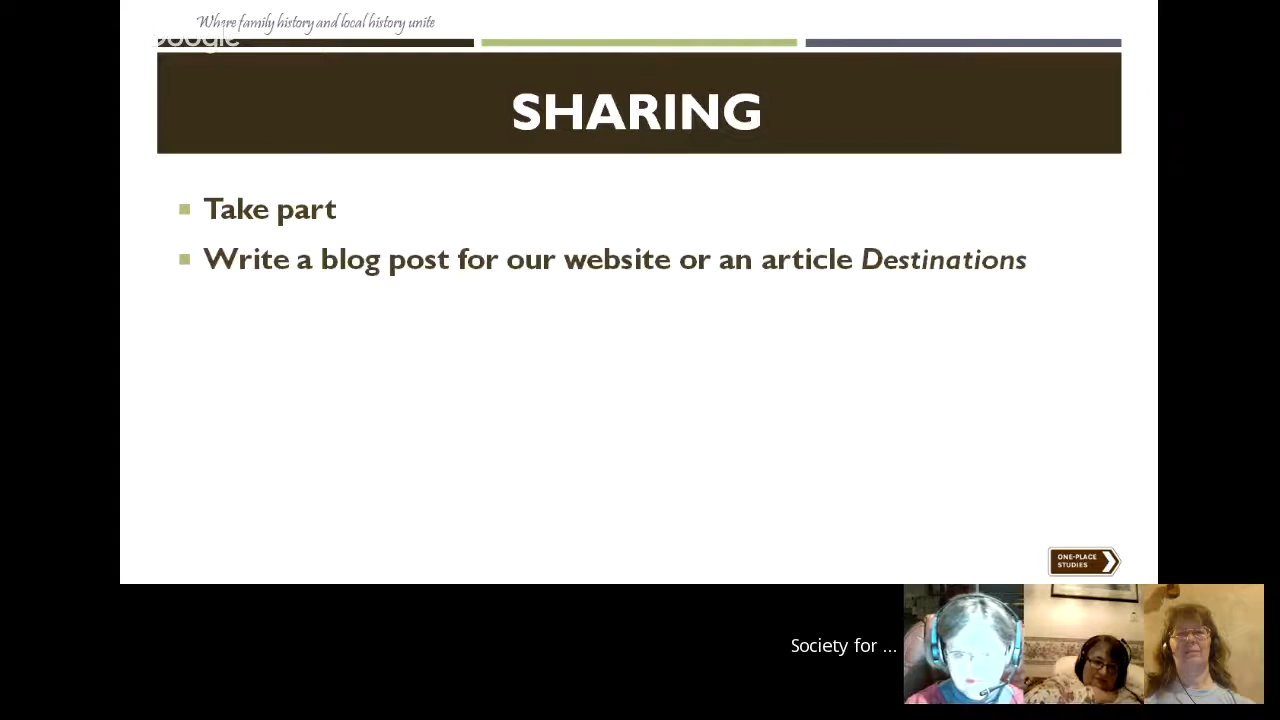 Where family history and local history unite
Google
SHARING
Take part
Write a blog post for our website or an article Destinations
ONE-PLACE
STUDIES
Society for ...